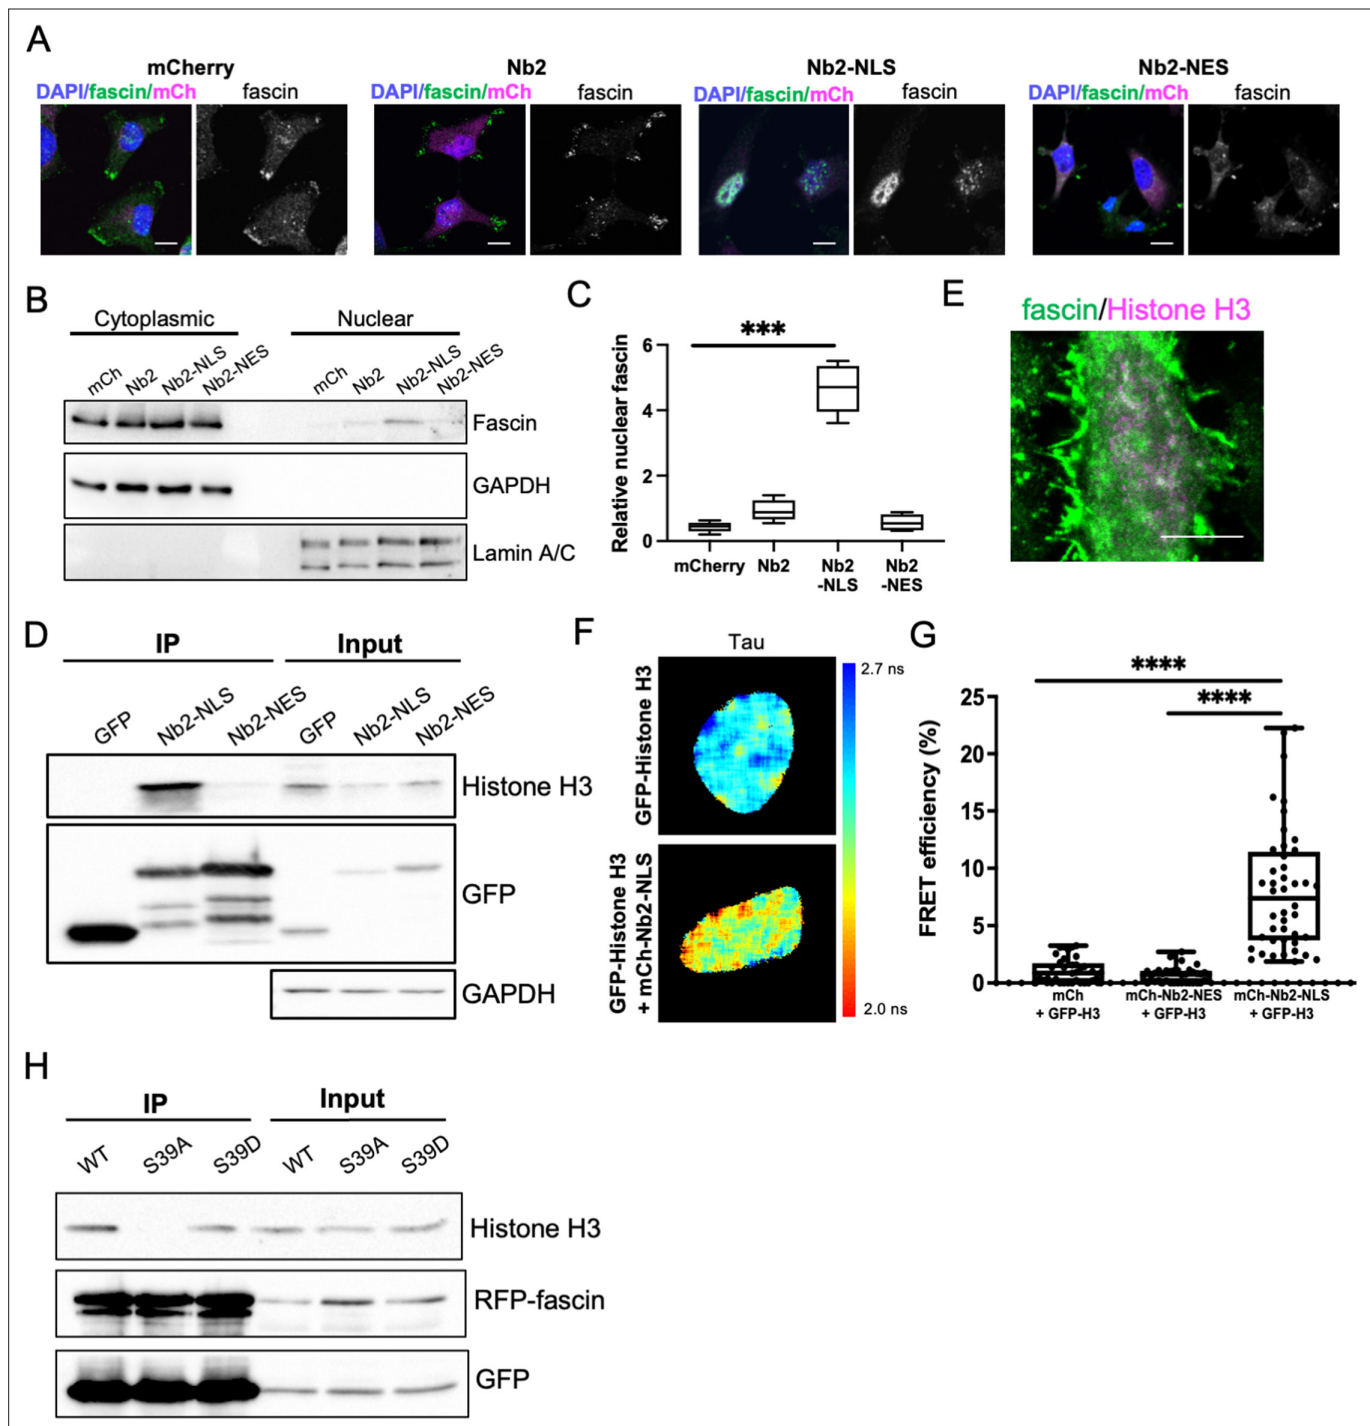 A
mCherry
DAPI/fascin/mCh
fascin
Nb2
DAPI/fascin/mCh
fascin
Nb2-NLS
DAPI/fascin/mCh
fascin
Nb2-NES
DAPI/fascin/mCh
fascin
B
Cytoplasmic
Nuclear
mCh
Nb2
Nb2-NLS
Nb2-NES
mCh
Nb2
Nb2-NLS
Nb2-NES
Fascin
GAPDH
Lamin A/C
C
***
Relative nuclear fascin
6
4
2
0
mCherry
Nb2
Nb2
-NLS
Nb2
-NES
E
fascin/Histone H3
D
IP
Input
GFP
Nb2-NLS
Nb2-NES
GFP
Nb2-NLS
Nb2-NES
Histone H3
GFP
GAPDH
F
Tau
GFP-Histone H3
GFP-Histone H3
+ mCh-Nb2-NLS
2.7 ns
2.0 ns
G
****
****
FRET efficiency (%)
25
20
15
10
5
0
mCh
+ GFP-H3
mCh-Nb2-NES
+ GFP-H3
mCh-Nb2-NLS
+ GFP-H3
H
IP
Input
WT
S39A
S39D
WT
S39A
S39D
Histone H3
RFP-fascin
GFP